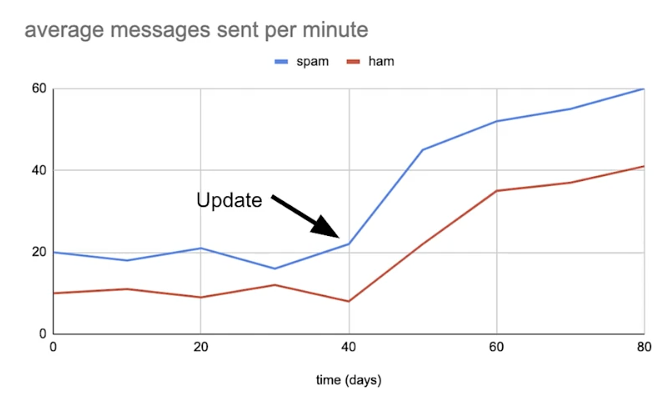 average messages sent per minute
spam ham
60
40
Update
20
0
0 20 40 60 80
time (days)